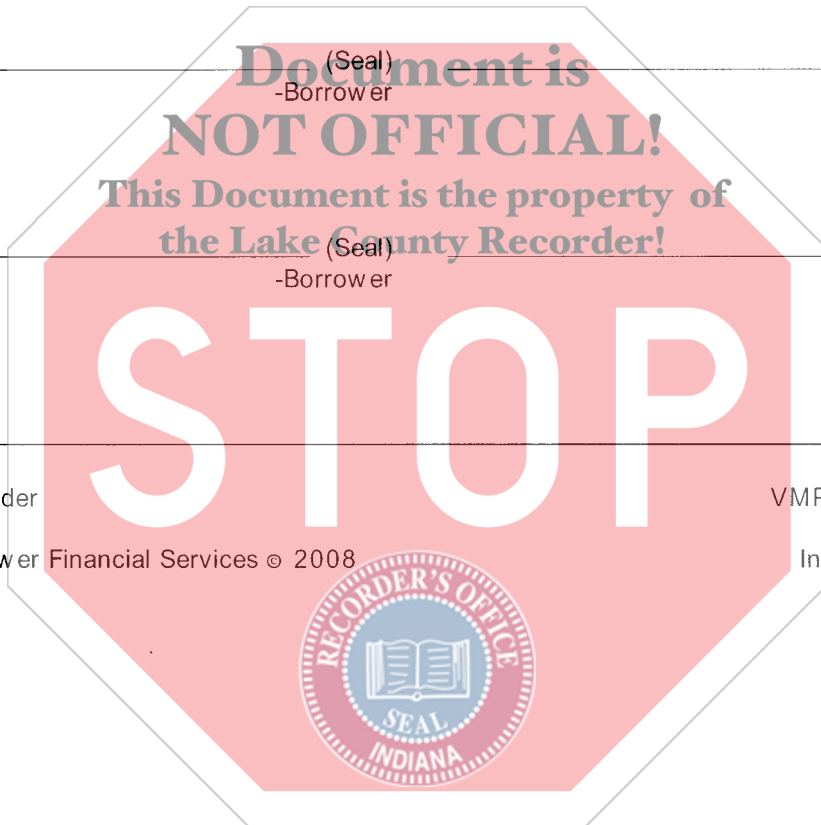 (Seal)
-Borrower
Document is
NOT OFFICIAL!
This Document is the property of
the Lake County Recorder!
(Seal)
-Borrower
STOP
der
VMP
wer Financial Services © 2008
In
RECORDER'S OFFICE
SEAL
INDIANA